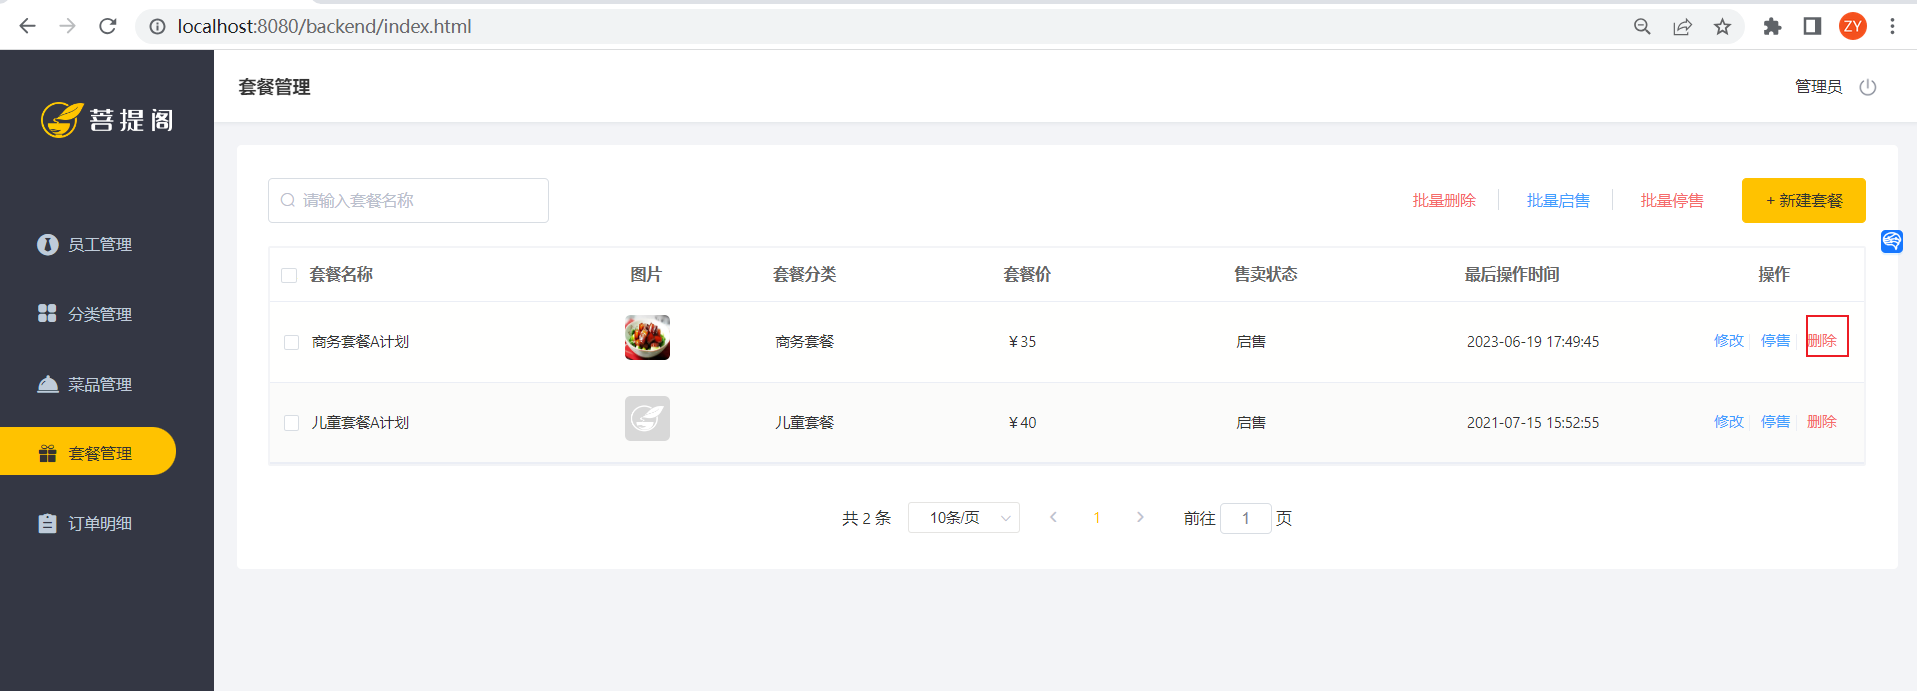 localhost:8080/backend/index.html
ZY
菩提阁
套餐管理
管理员
员工管理
分类管理
菜品管理
套餐管理
订单明细
请输入套餐名称
批量删除 批量启售 批量停售 + 新建套餐
套餐名称 图片 套餐分类 套餐价 售卖状态 最后操作时间 操作
商务套餐A计划 商务套餐 ￥35 启售 2023-06-19 17:49:45 修改 停售 删除
儿童套餐A计划 儿童套餐 ￥40 启售 2021-07-15 15:52:55 修改 停售 删除
共 2 条 10条/页 1 前往 1 页